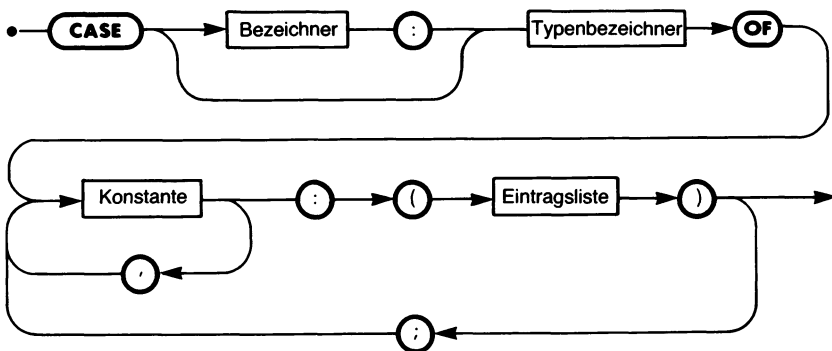 CASE Bezeichner : Typenbezeichner OF
Konstante : ( Eintragsliste )
,
;